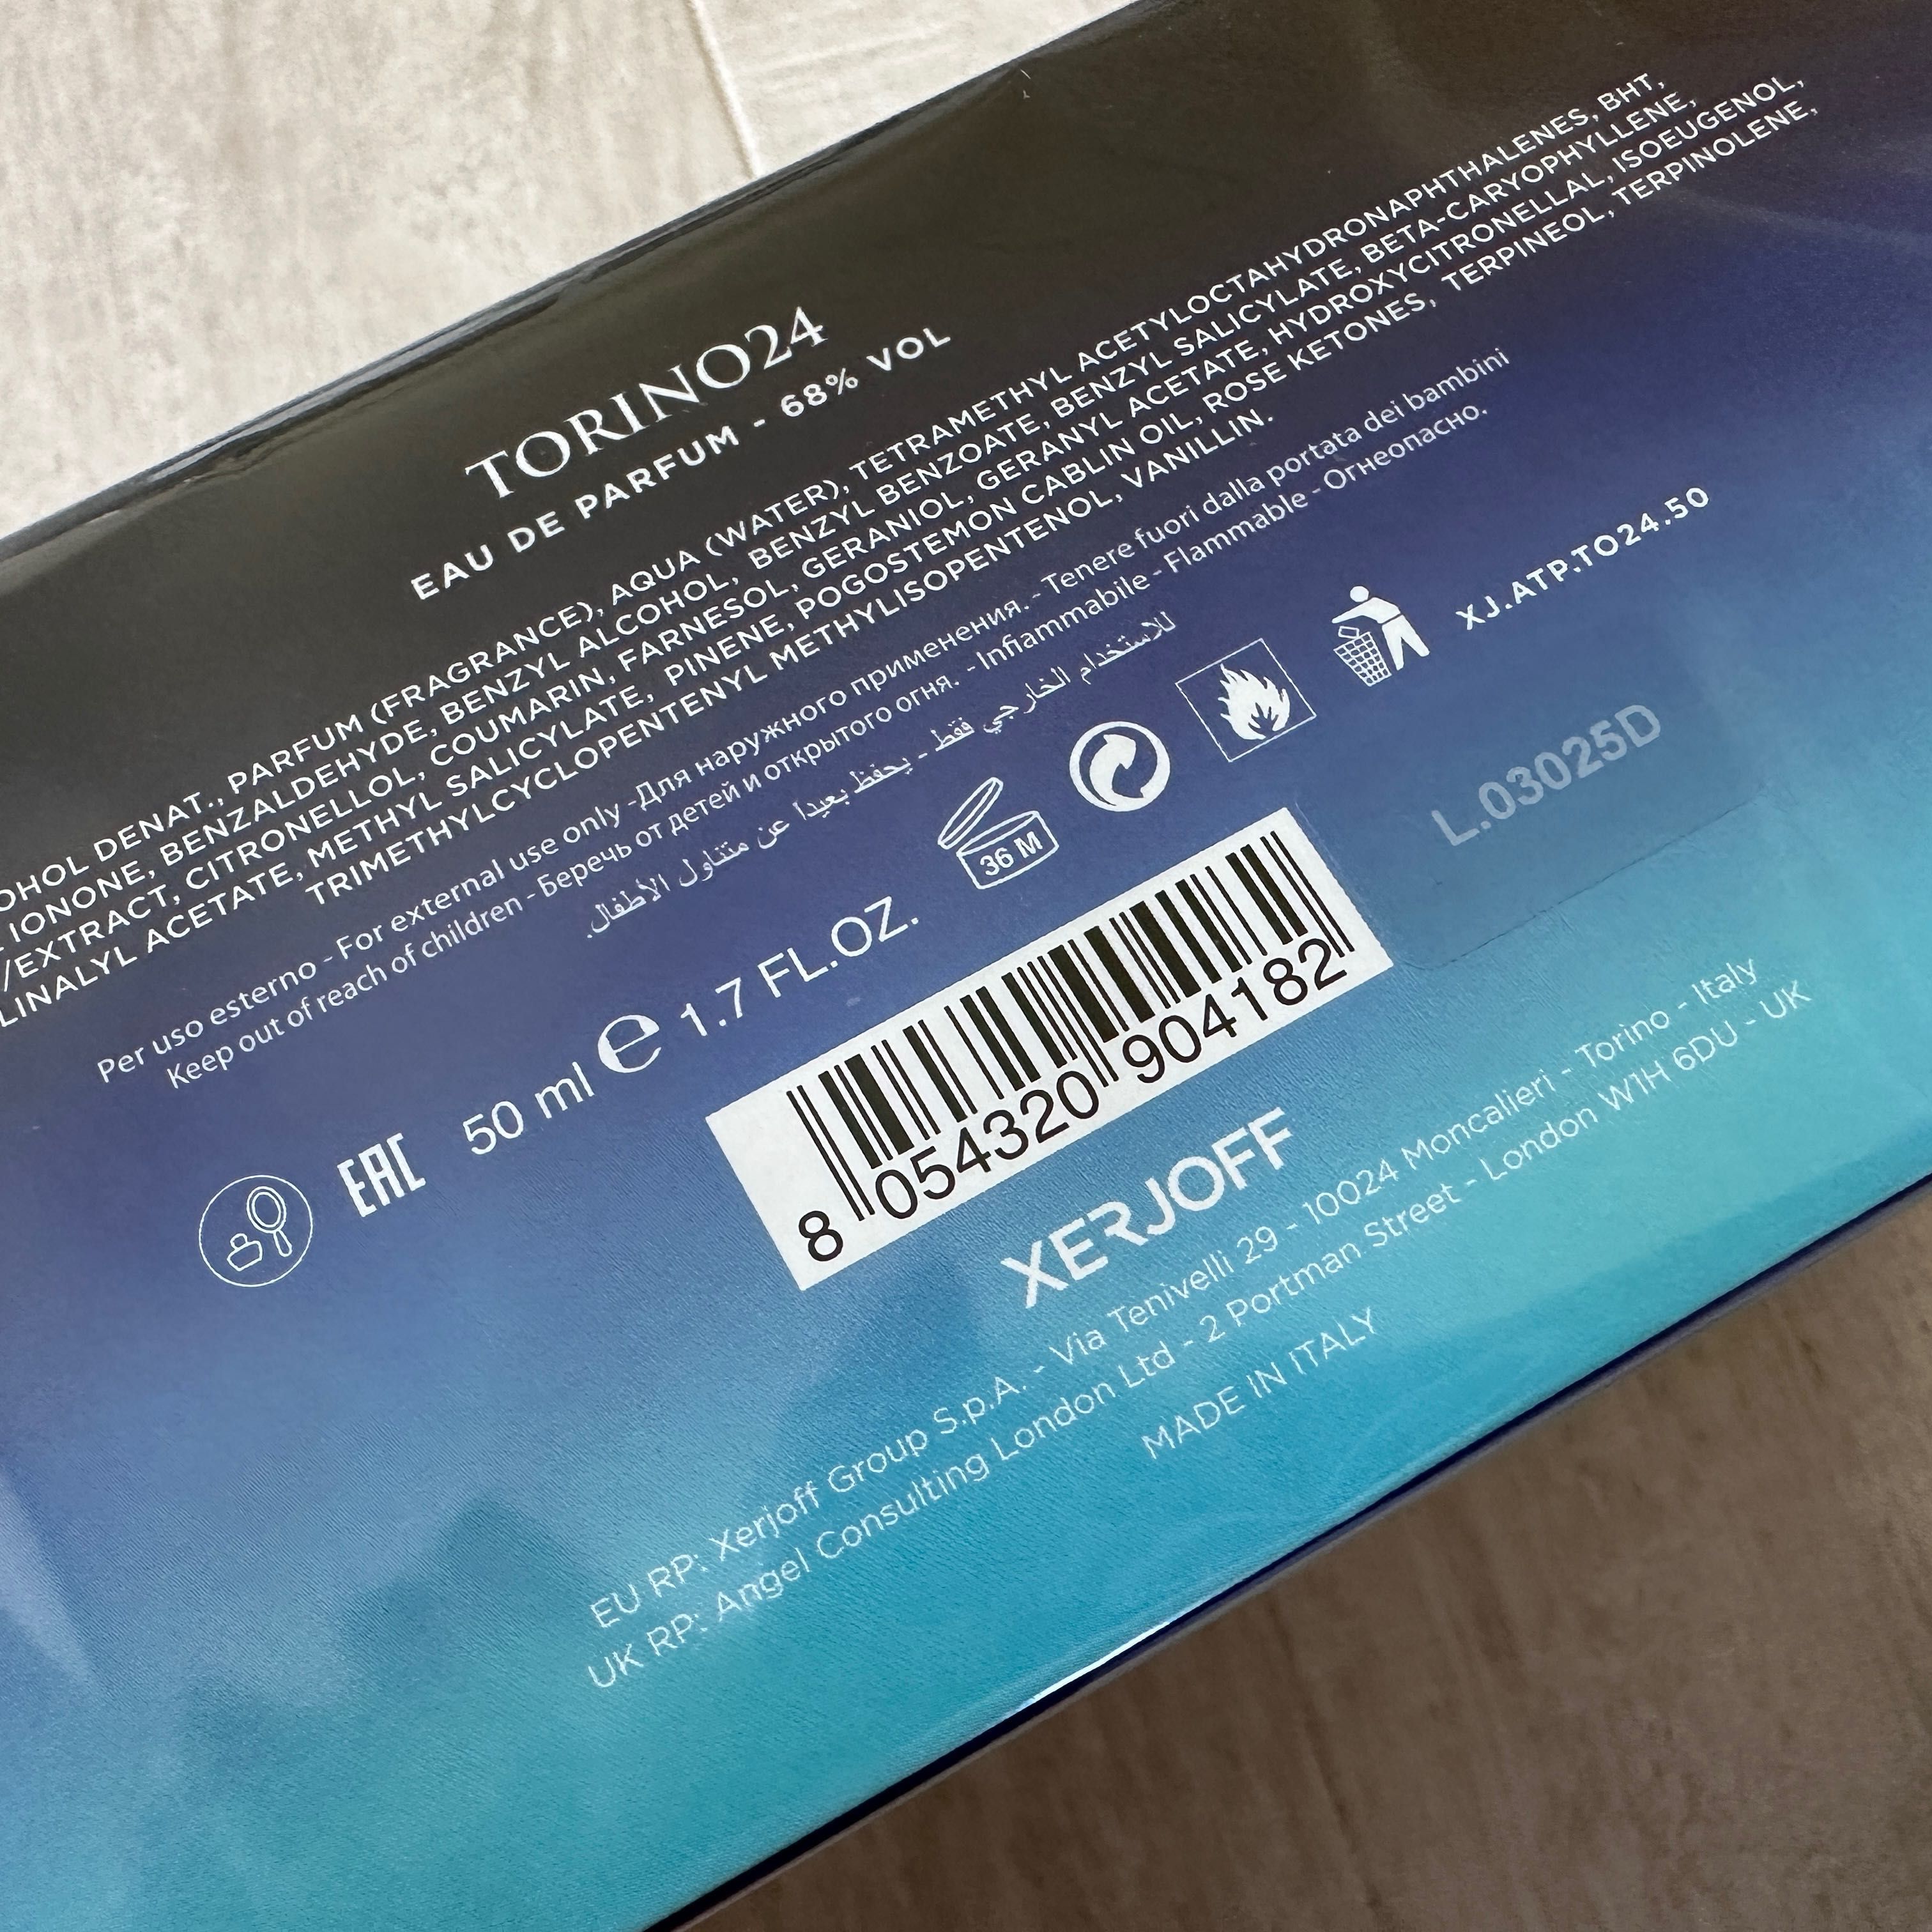 TORINO24
EAU DE PARFUM - 68% VOL
DENAT., PARFUM (FRAGRANCE), AQUA (WATER), TETRAMETHYL ACETYLOCTAHYDRONAPHTHALENES, BHT,
IONONE, BENZALDEHYDE, BENZYL ALCOHOL, BENZYL BENZOATE, BENZYL SALICYLATE, BETA-CARYOPHYLLENE,
/EXTRACT, CITRONELLOL, COUMARIN, FARNESOL, GERANIOL, GERANYL ACETATE, HYDROXYCITRONELLAL, ISOEUGENOL,
LINALYL ACETATE, METHYL SALICYLATE, PINENE, POGOSTEMON CABLIN OIL, ROSE KETONES, TERPINEOL, TERPINOLENE,
TRIMETHYLCYCLOPENTENYL METHYLISOPENTENOL, VANILLIN.
Per uso esterno - For external use only -Для наружного применения. - Tenere fuori dalla portata dei bambini
Keep out of reach of children - Беречь от детей и открытого огня. - Infiammabile - Flammable - Огнеопасно.
للاستخدام الخارجي فقط - يحفظ بعيدا عن متناول الاطفال.
EAC 50 ml e 1.7 FL.OZ.
36 M
XJ.ATP.TO24.50
L.03025D
8 054320 904182
XERJOFF
EU RP: Xerjoff Group S.p.A. - Via Tenivelli 29 - 10024 Moncalieri - Torino - Italy
UK RP: Angel Consulting London Ltd - 2 Portman Street - London W1H 6DU - UK
MADE IN ITALY